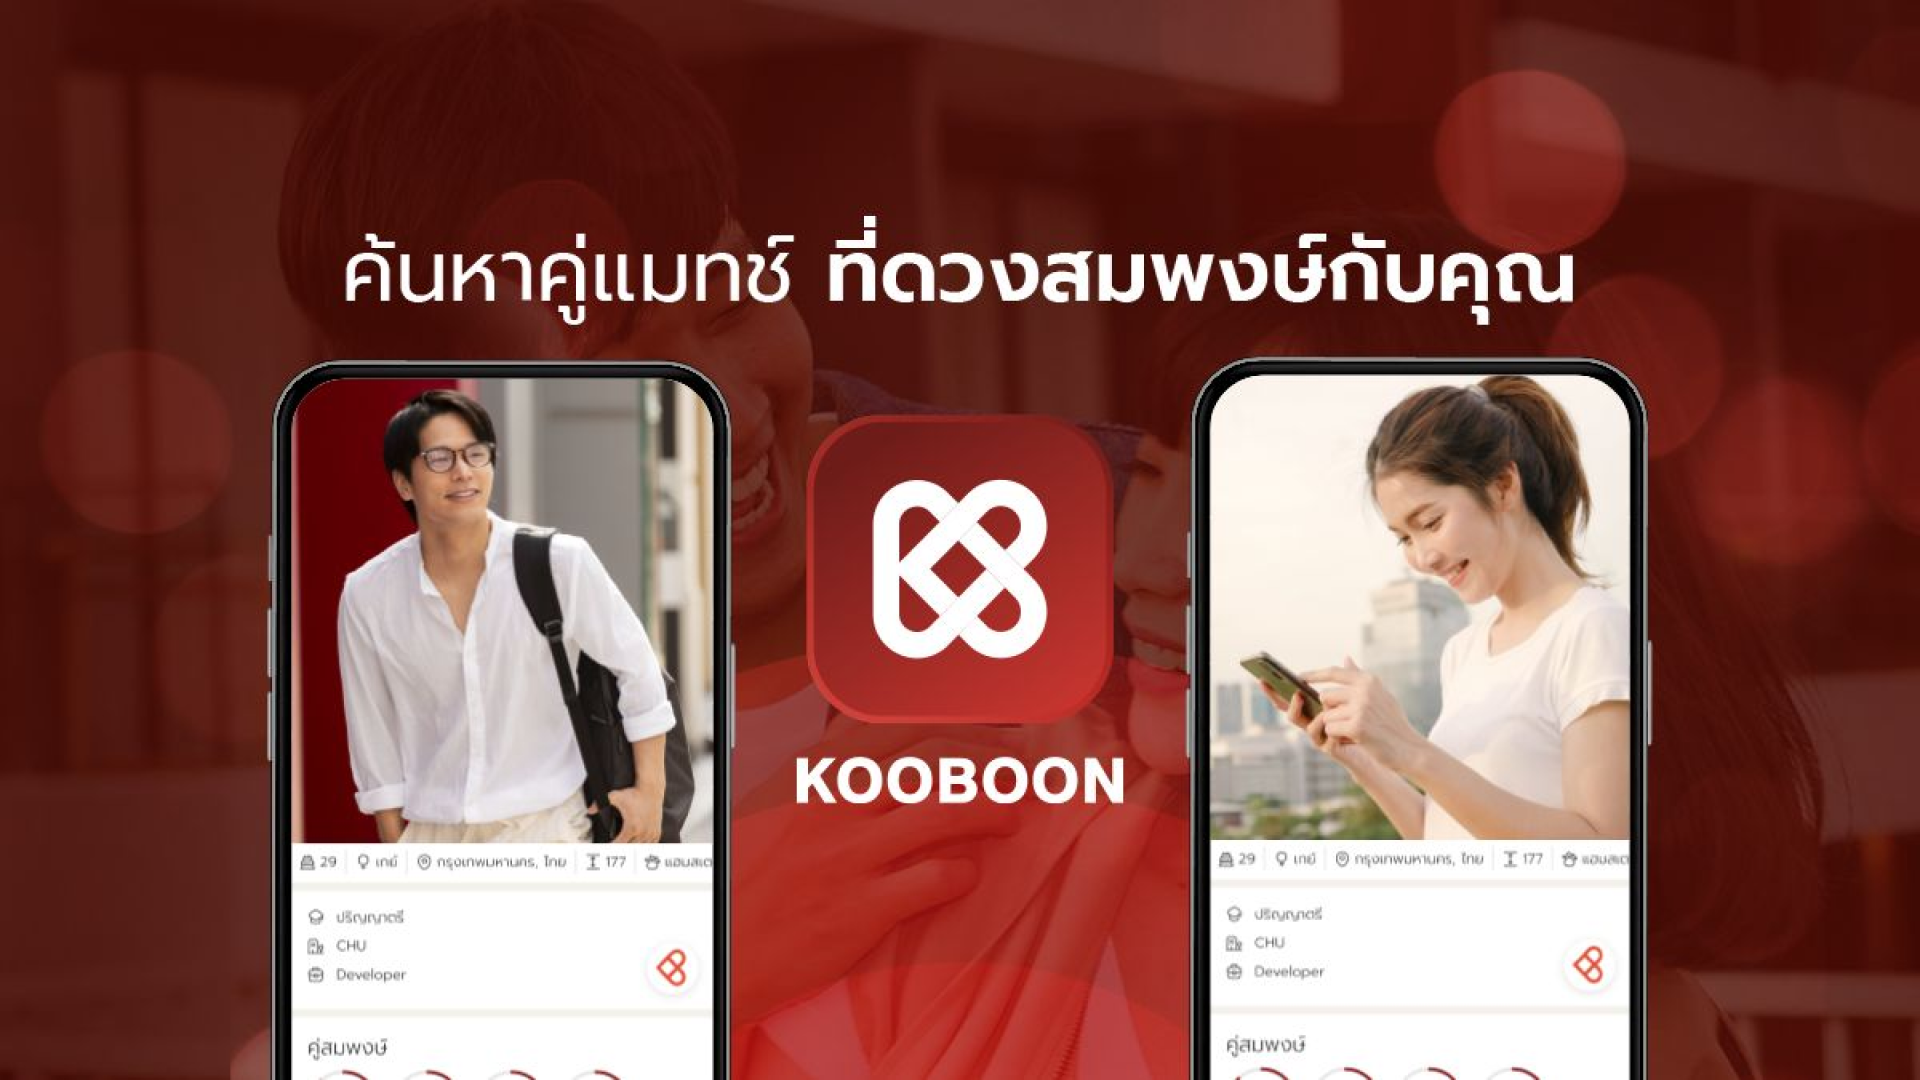 ค้นหาคู่แมทช์ ที่ดวงสมพงษ์กับคุณ
KOOBOON
29 เกย์ กรุงเทพมหานคร, ไทย 177 แฮมสเต
ปริญญาตรี
CHU
Developer
คู่สมพงษ์
29 เกย์ กรุงเทพมหานคร, ไทย 177 แฮมสเต
ปริญญาตรี
CHU
Developer
คู่สมพงษ์